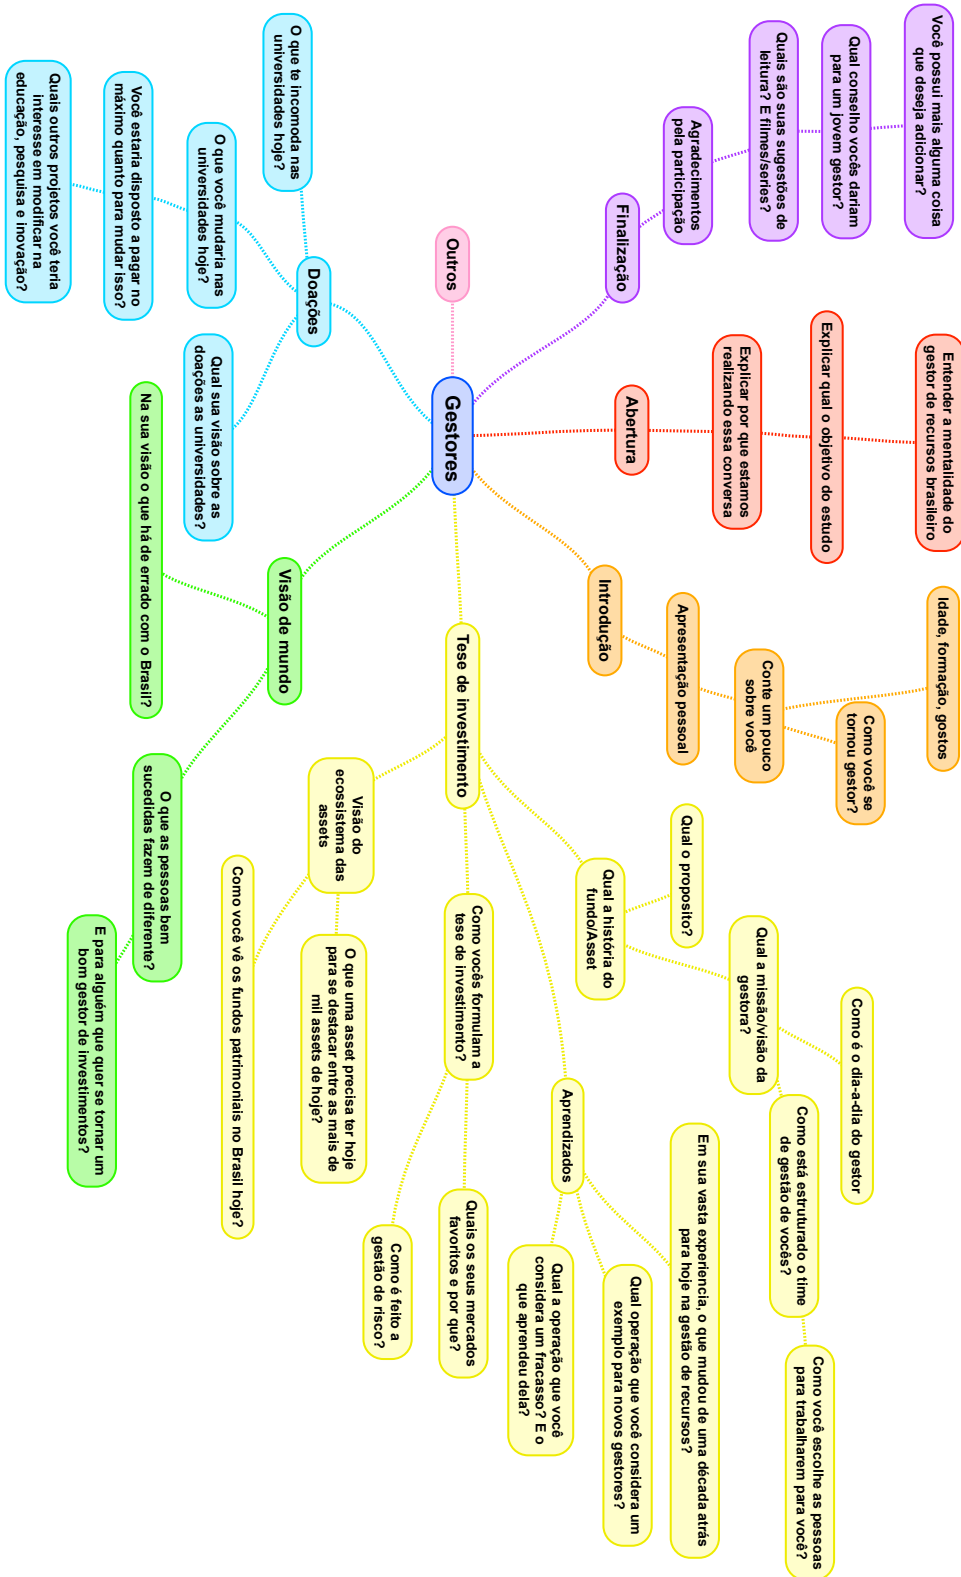 Gestores
Abertura
Explicar por que estamos
realizando essa conversa
Explicar qual o objetivo do estudo
Entender a mentalidade do
gestor de recursos brasileiro
Introdução
Apresentação pessoal
Conte um pouco
sobre você
Idade, formação, gostos
Como você se
tornou gestor?
Tese de investimento
Qual a história do
fundo/Asset
Qual o proposito?
Qual a missão/visão da
gestora?
Como é o dia-a-dia do gestor
Como está estruturado o time
de gestão de vocês?
Como você escolhe as pessoas
para trabalharem para você?
Aprendizados
Em sua vasta experiencia, o que mudou de uma década atrás
para hoje na gestão de recursos?
Qual operação que você considera um
exemplo para novos gestores?
Qual a operação que você
considera um fracasso? E o
que aprendeu dela?
Como vocês formulam a
tese de investimento?
Quais os seus mercados
favoritos e por que?
Como é feito a
gestão de risco?
Visão do
ecossistema das
assets
O que uma asset precisa ter hoje
para se destacar entre as mais de
mil assets de hoje?
Como você vê os fundos patrimoniais no Brasil hoje?
Visão de mundo
Na sua visão o que há de errado com o Brasil?
O que as pessoas bem
sucedidas fazem de diferente?
E para alguém que quer se tornar um
bom gestor de investimentos?
Doações
O que te incomoda nas
universidades hoje?
O que você mudaria nas
universidades hoje?
Você estaria disposto a pagar no
máximo quanto para mudar isso?
Quais outros projetos você teria
interesse em modificar na
educação, pesquisa e inovação?
Qual sua visão sobre as
doações as universidades?
Outros
Finalização
Agradecimentos
pela participação
Quais são suas sugestões de
leitura? E filmes/series?
Qual conselho vocês dariam
para um jovem gestor?
Você possui mais alguma coisa
que deseja adicionar?